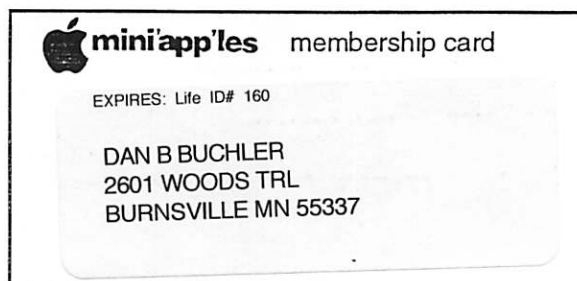 mini'app'les membership card
EXPIRES: Life ID# 160
DAN B BUCHLER
2601 WOODS TRL
BURNSVILLE MN 55337